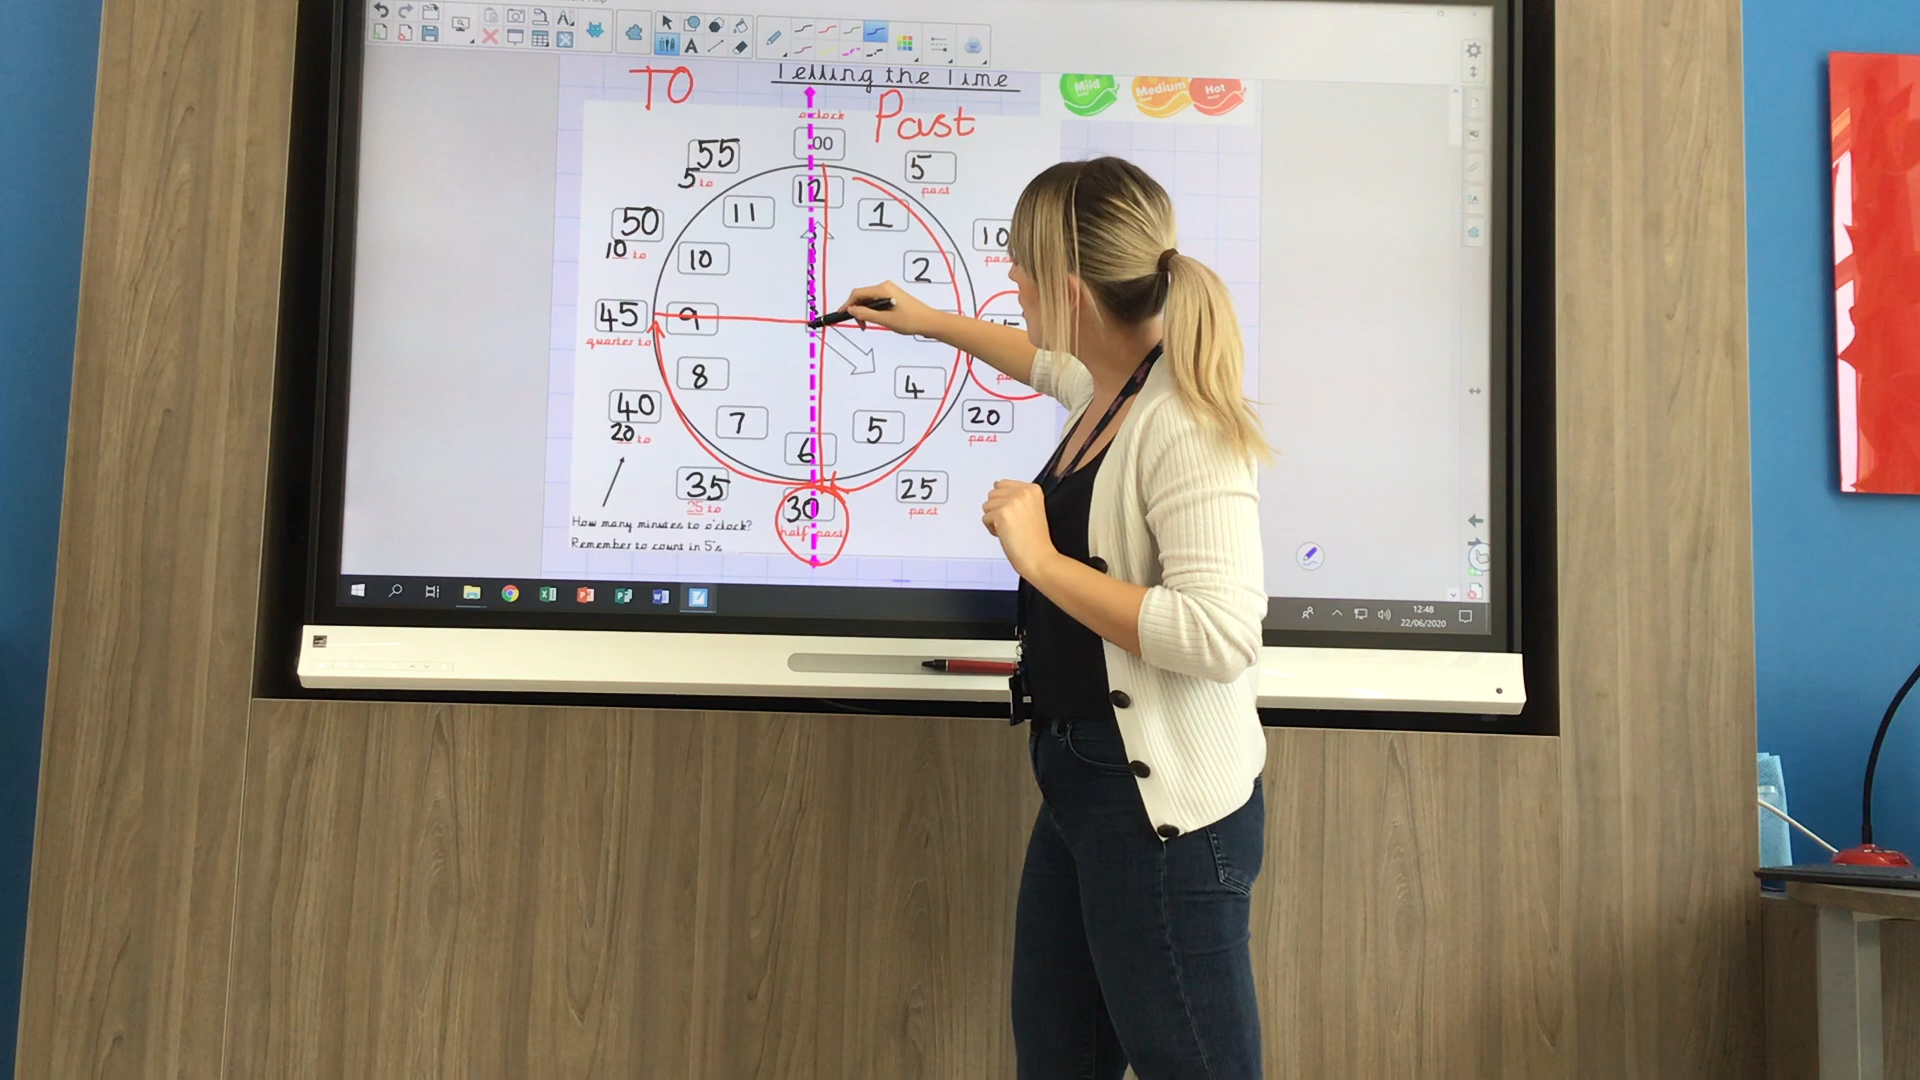 Telling the Time
TO
Past
Mild
Medium
Hot
o'clock
00
55
5 to
5
past
12
11
1
50
10 to
10
2
10
45
quarter to
9
8
4
40
20 to
7
5
20
past
6
35
25 to
30
half past
25
past
How many minutes to o'clock?
Remember to count in 5's
12:48
22/06/2020